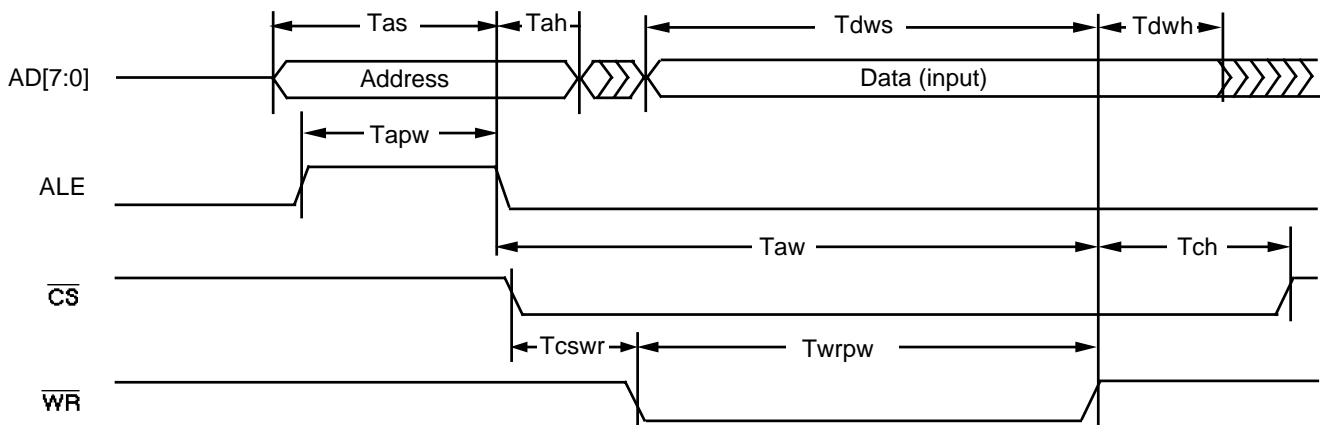 Tas Tah Tdws Tdwh
AD[7:0] Address Data (input)
Tapw
ALE
Taw Tch
CS
Tcswr Twrpw
WR